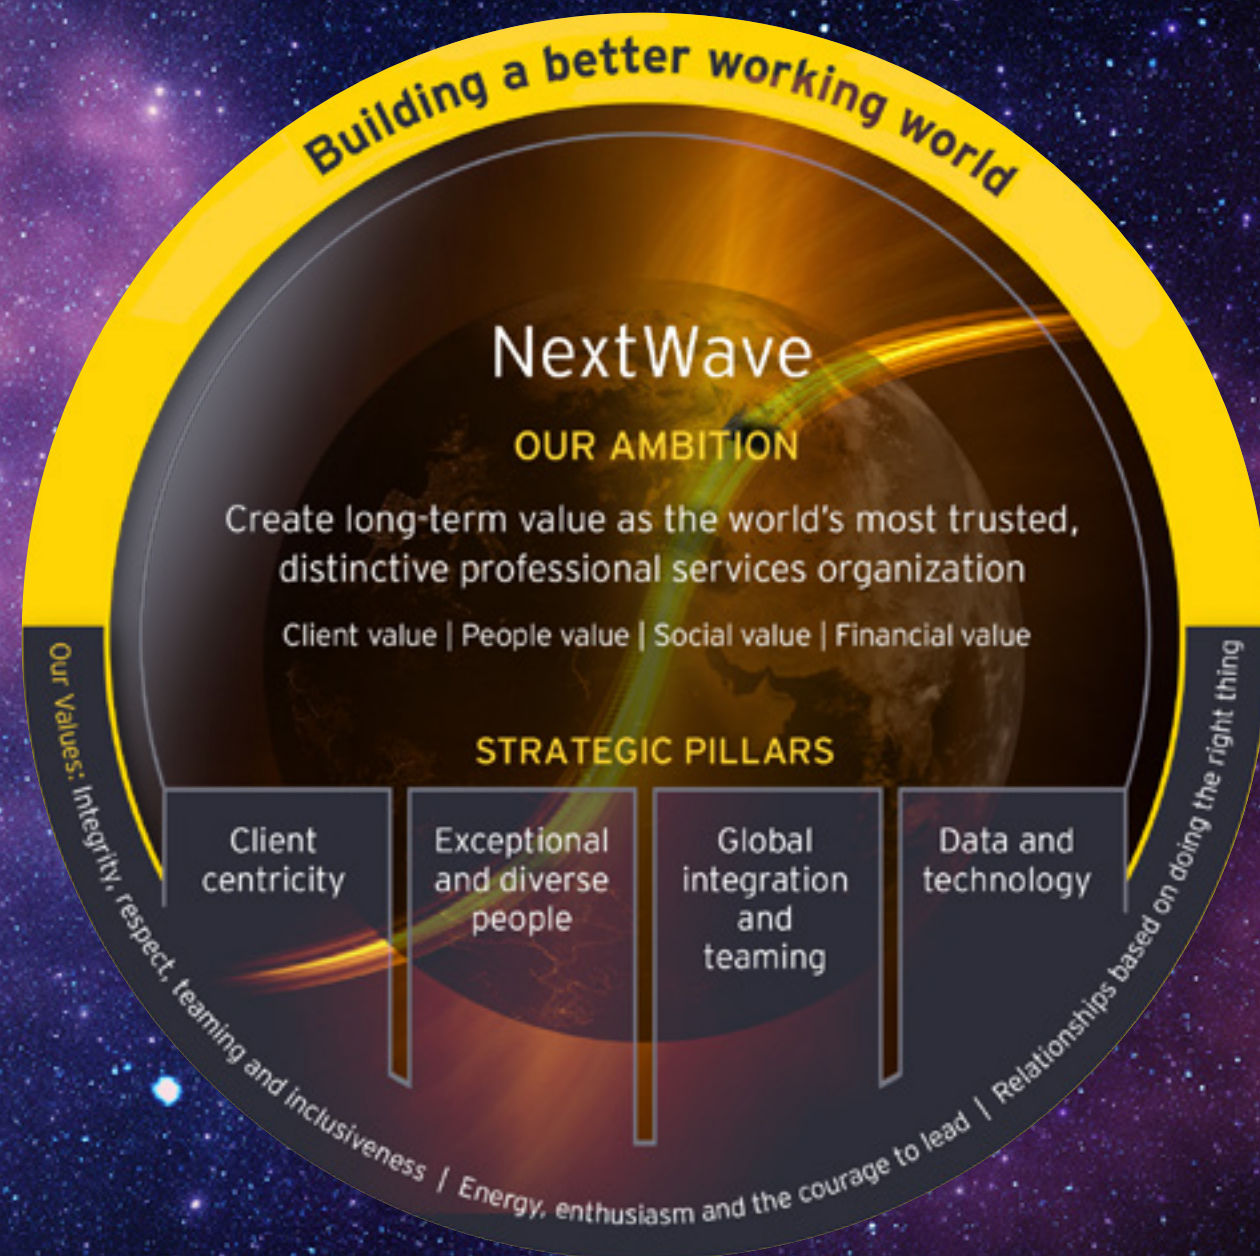 Building a better working world
NextWave
OUR AMBITION
Create long-term value as the world's most trusted,
distinctive professional services organization
Client value | People value | Social value | Financial value
STRATEGIC PILLARS
Client
centricity
Exceptional
and diverse
people
Global
integration
and
teaming
Data and
technology
Our Values: Integrity, respect, teaming and inclusiveness | Energy, enthusiasm and the courage to lead | Relationships based on doing the right thing